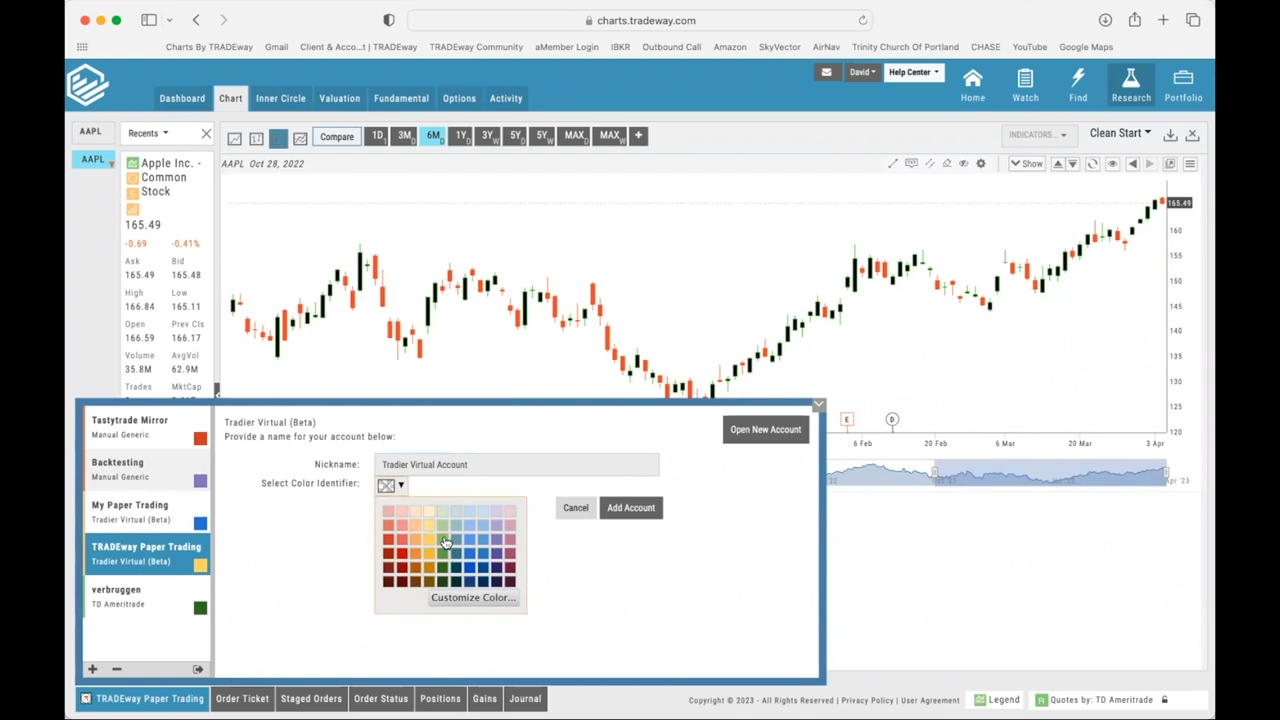 charts.tradeway.com
Charts By TRADEway Gmail Client & Acco...t | TRADEway TRADEway Community aMember Login IBKR Outbound Call Amazon SkyVector AirNav Trinity Church Of Portland CHASE YouTube Google Maps
David Help Center
Dashboard Chart Inner Circle Valuation Fundamental Options Activity
Home Watch Find Research Portfolio
AAPL Recents
Compare 1D 3M D 6M D 1Y D 3Y W 5Y D 5Y W MAX D MAX W +
INDICATORS... Clean Start
AAPL
AAPL Oct 28, 2022
Show
Apple Inc. -
Common
Stock
165.49
-0.69 -0.41%
Ask Bid
165.49 165.48
High Low
166.84 165.11
Open Prev Cls
166.59 166.17
Volume AvgVol
35.8M 62.9M
Trades MktCap
165.49
160
155
150
145
140
135
130
125
120
E D
6 Feb 20 Feb 6 Mar 20 Mar 3 Apr
Apr '23
Tastytrade Mirror
Manual Generic
Backtesting
Manual Generic
My Paper Trading
Tradier Virtual (Beta)
TRADEway Paper Trading
Tradier Virtual (Beta)
verbruggen
TD Ameritrade
Tradier Virtual (Beta)
Provide a name for your account below:
Open New Account
Nickname: Tradier Virtual Account
Select Color Identifier:
Cancel Add Account
Customize Color...
TRADEway Paper Trading Order Ticket Staged Orders Order Status Positions Gains Journal
Copyright © 2023 - All Rights Reserved | Privacy Policy | User Agreement
Legend
Quotes by: TD Ameritrade